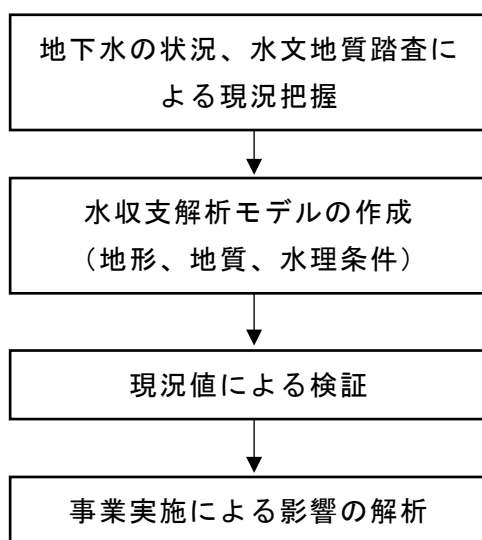 地下水の状況、水文地質踏査に
よる現況把握
水収支解析モデルの作成
（地形、地質、水理条件）
現況値による検証
事業実施による影響の解析